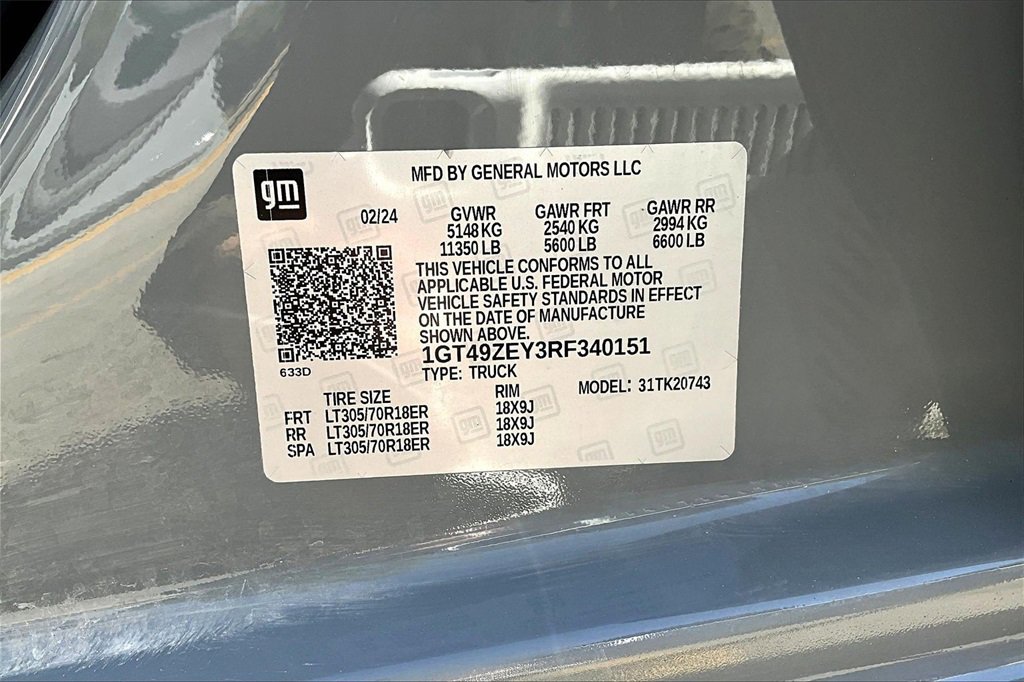 gm
MFD BY GENERAL MOTORS LLC
02/24
GVWR GAWR FRT GAWR RR
5148 KG 2540 KG 2994 KG
11350 LB 5600 LB 6600 LB
THIS VEHICLE CONFORMS TO ALL
APPLICABLE U.S. FEDERAL MOTOR
VEHICLE SAFETY STANDARDS IN EFFECT
ON THE DATE OF MANUFACTURE
SHOWN ABOVE.
1GT49ZEY3RF340151
633D
TYPE: TRUCK
MODEL: 31TK20743
TIRE SIZE RIM
FRT LT305/70R18ER 18X9J
RR LT305/70R18ER 18X9J
SPA LT305/70R18ER 18X9J